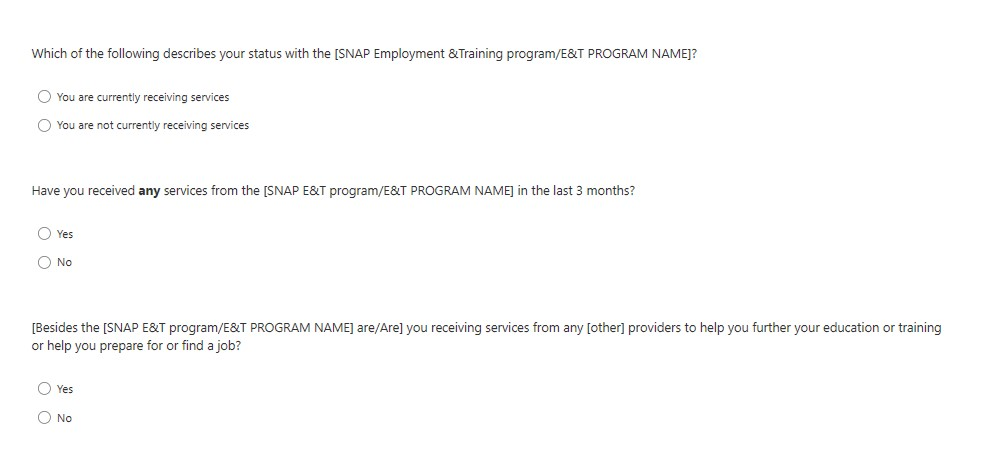 Which of the following describes your status with the [SNAP Employment &Training program/E&T PROGRAM NAME]?
You are currently receiving services
You are not currently receiving services
Have you received any services from the [SNAP E&T program/E&T PROGRAM NAME] in the last 3 months?
Yes
No
[Besides the [SNAP E&T program/E&T PROGRAM NAME] are/Are] you receiving services from any [other] providers to help you further your education or training
or help you prepare for or find a job?
Yes
No